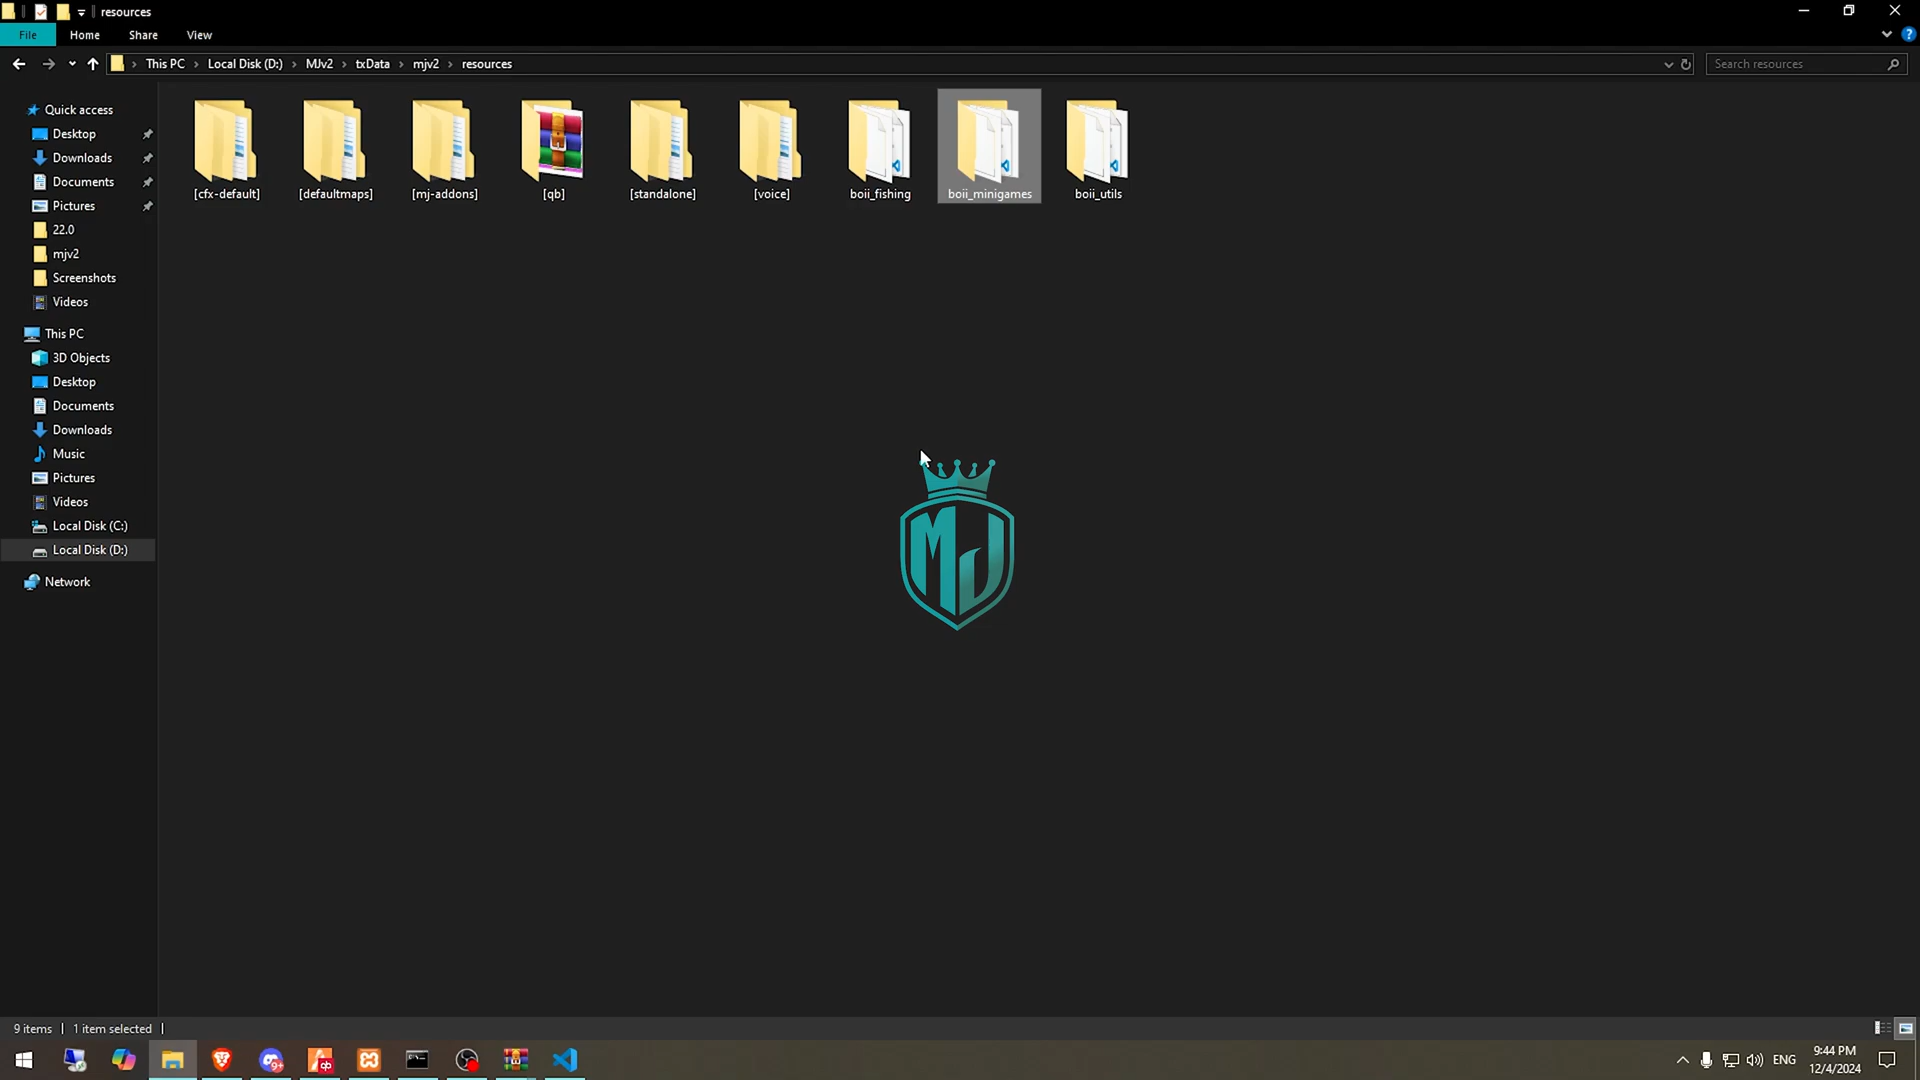 resources
File
Home
Share
View
This PC
Local Disk (D:)
MJv2
txData
mjv2
resources
Search resources
Quick access
Desktop
Downloads
Documents
Pictures
22.0
mjv2
Screenshots
Videos
This PC
3D Objects
Desktop
Documents
Downloads
Music
Pictures
Videos
Local Disk (C:)
Local Disk (D:)
Network
[cfx-default]
[defaultmaps]
[mj-addons]
[qb]
[standalone]
[voice]
boii_fishing
boii_minigames
boii_utils
MJ
9 items
1 item selected
9+
qb
ENG
9:44 PM
12/4/2024